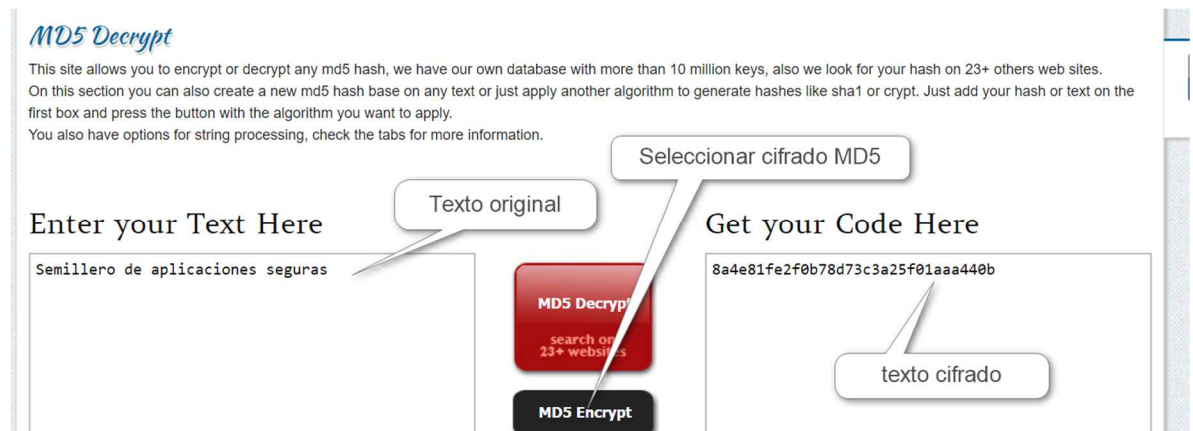 MD5 Decrypt
This site allows you to encrypt or decrypt any md5 hash, we have our own database with more than 10 million keys, also we look for your hash on 23+ others web sites.
On this section you can also create a new md5 hash base on any text or just apply another algorithm to generate hashes like sha1 or crypt. Just add your hash or text on the
first box and press the button with the algorithm you want to apply.
You also have options for string processing, check the tabs for more information.
Seleccionar cifrado MD5
Texto original
Enter your Text Here
Get your Code Here
Semillero de aplicaciones seguras
8a4e81fe2f0b78d73c3a25f01aaa440b
MD5 Decrypt
search on
23+ websites
texto cifrado
MD5 Encrypt